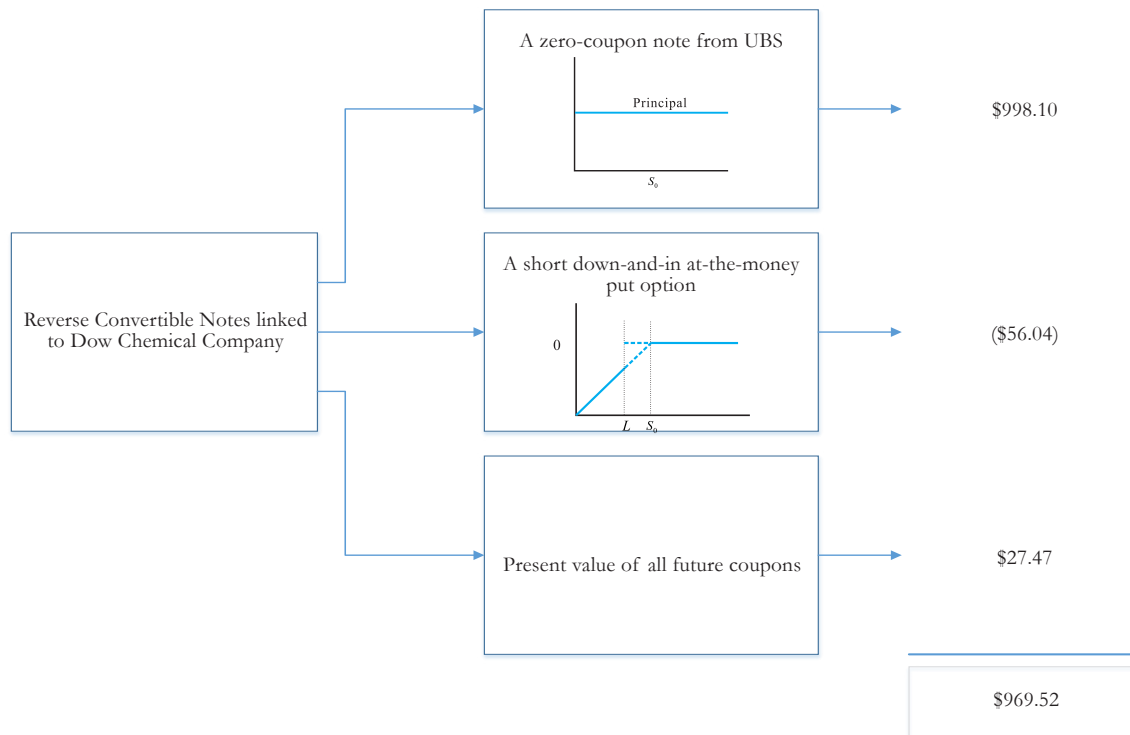 A zero-coupon note from UBS
Principal
S₀
$998.10
Reverse Convertible Notes linked
to Dow Chemical Company
A short down-and-in at-the-money
put option
0
L S₀
($56.04)
Present value of all future coupons
$27.47
$969.52